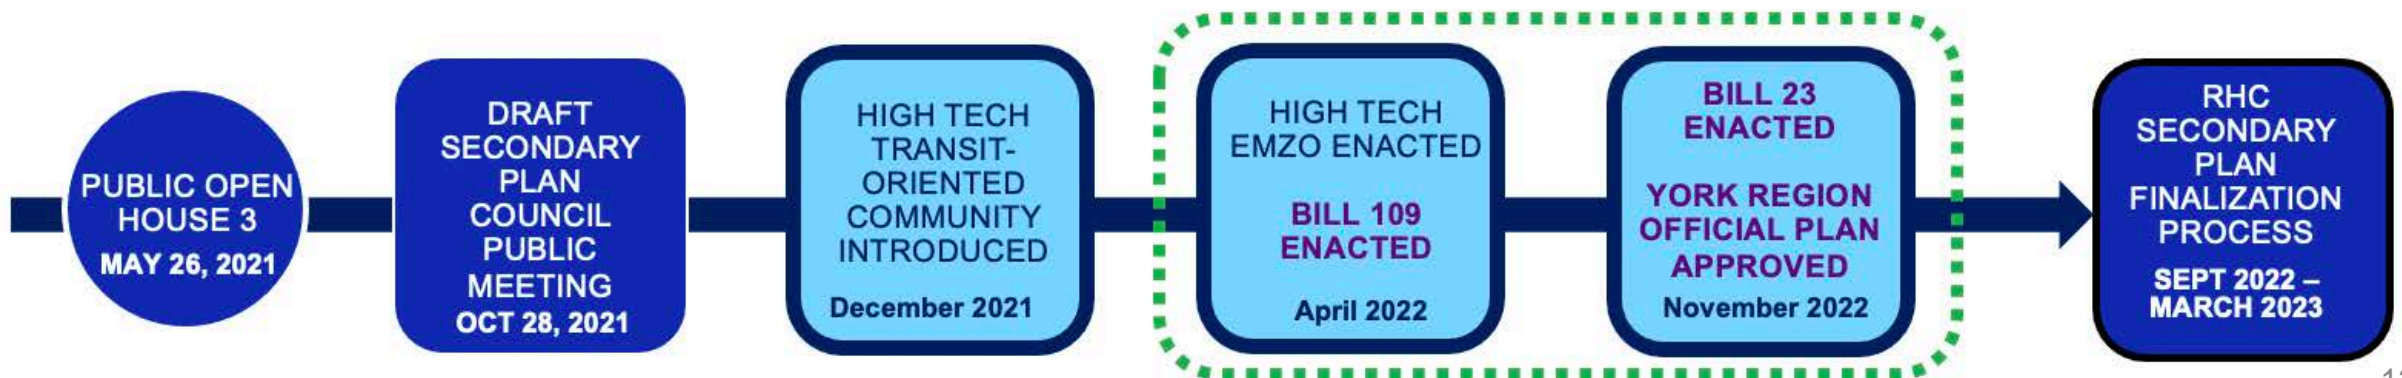 PUBLIC OPEN
HOUSE 3
MAY 26, 2021
DRAFT
SECONDARY
PLAN
COUNCIL
PUBLIC
MEETING
OCT 28, 2021
HIGH TECH
TRANSIT-
ORIENTED
COMMUNITY
INTRODUCED
December 2021
HIGH TECH
EMZO ENACTED
BILL 109
ENACTED
April 2022
BILL 23
ENACTED
YORK REGION
OFFICIAL PLAN
APPROVED
November 2022
RHC
SECONDARY
PLAN
FINALIZATION
PROCESS
SEPT 2022 –
MARCH 2023